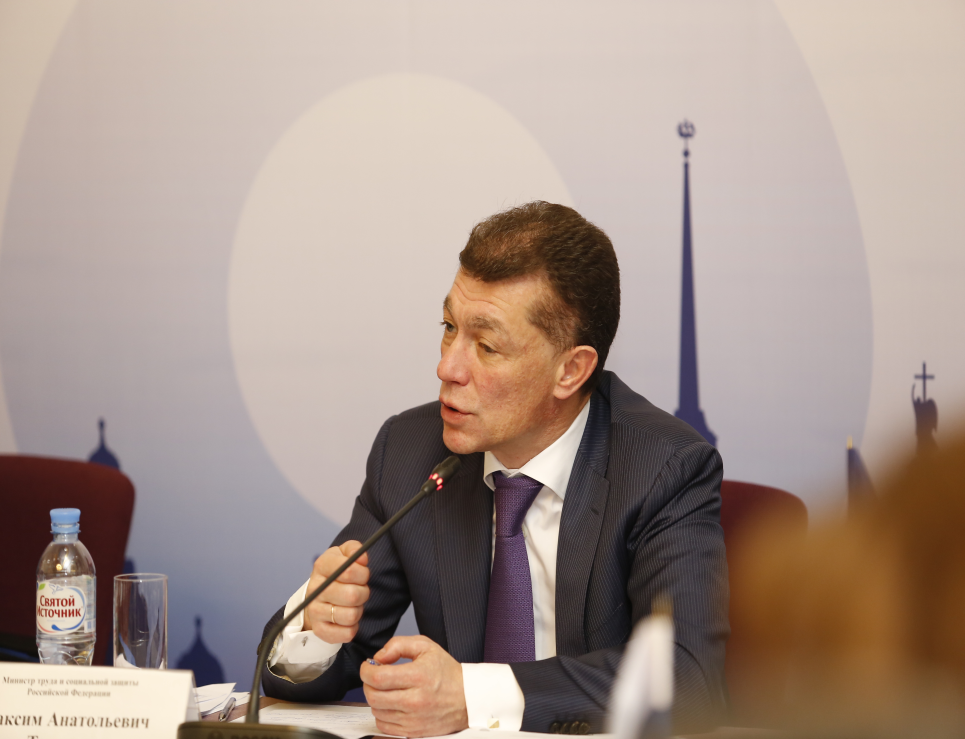 Святой
Источник
Министр труда и социальной защиты
Российской Федерации
аксим Анатольевич